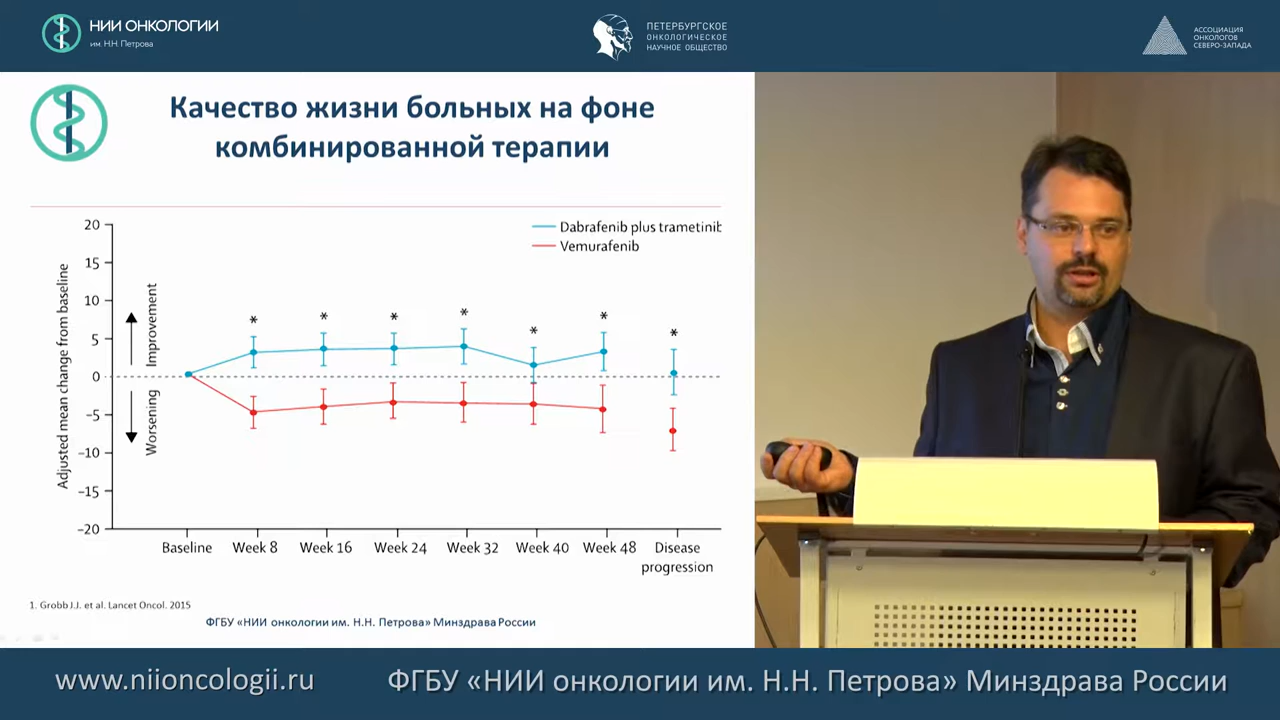 НИИ ОНКОЛОГИИ
им. Н.Н. Петрова
ПЕТЕРБУРГСКОЕ
ОНКОЛОГИЧЕСКОЕ
НАУЧНОЕ ОБЩЕСТВО
АССОЦИАЦИЯ
ОНКОЛОГОВ
СЕВЕРО-ЗАПАДА
Качество жизни больных на фоне
комбинированной терапии
Adjusted mean change from baseline
Improvement
Worsening
20
15
10
5
0
–5
–10
–15
–20
Dabrafenib plus trametinib
Vemurafenib
* * * * * * *
Baseline Week 8 Week 16 Week 24 Week 32 Week 40 Week 48 Disease
progression
1. Grobb J.J. et al. Lancet Oncol. 2015
ФГБУ «НИИ онкологии им. Н.Н. Петрова» Минздрава России
www.niioncologii.ru ФГБУ «НИИ онкологии им. Н.Н. Петрова» Минздрава России